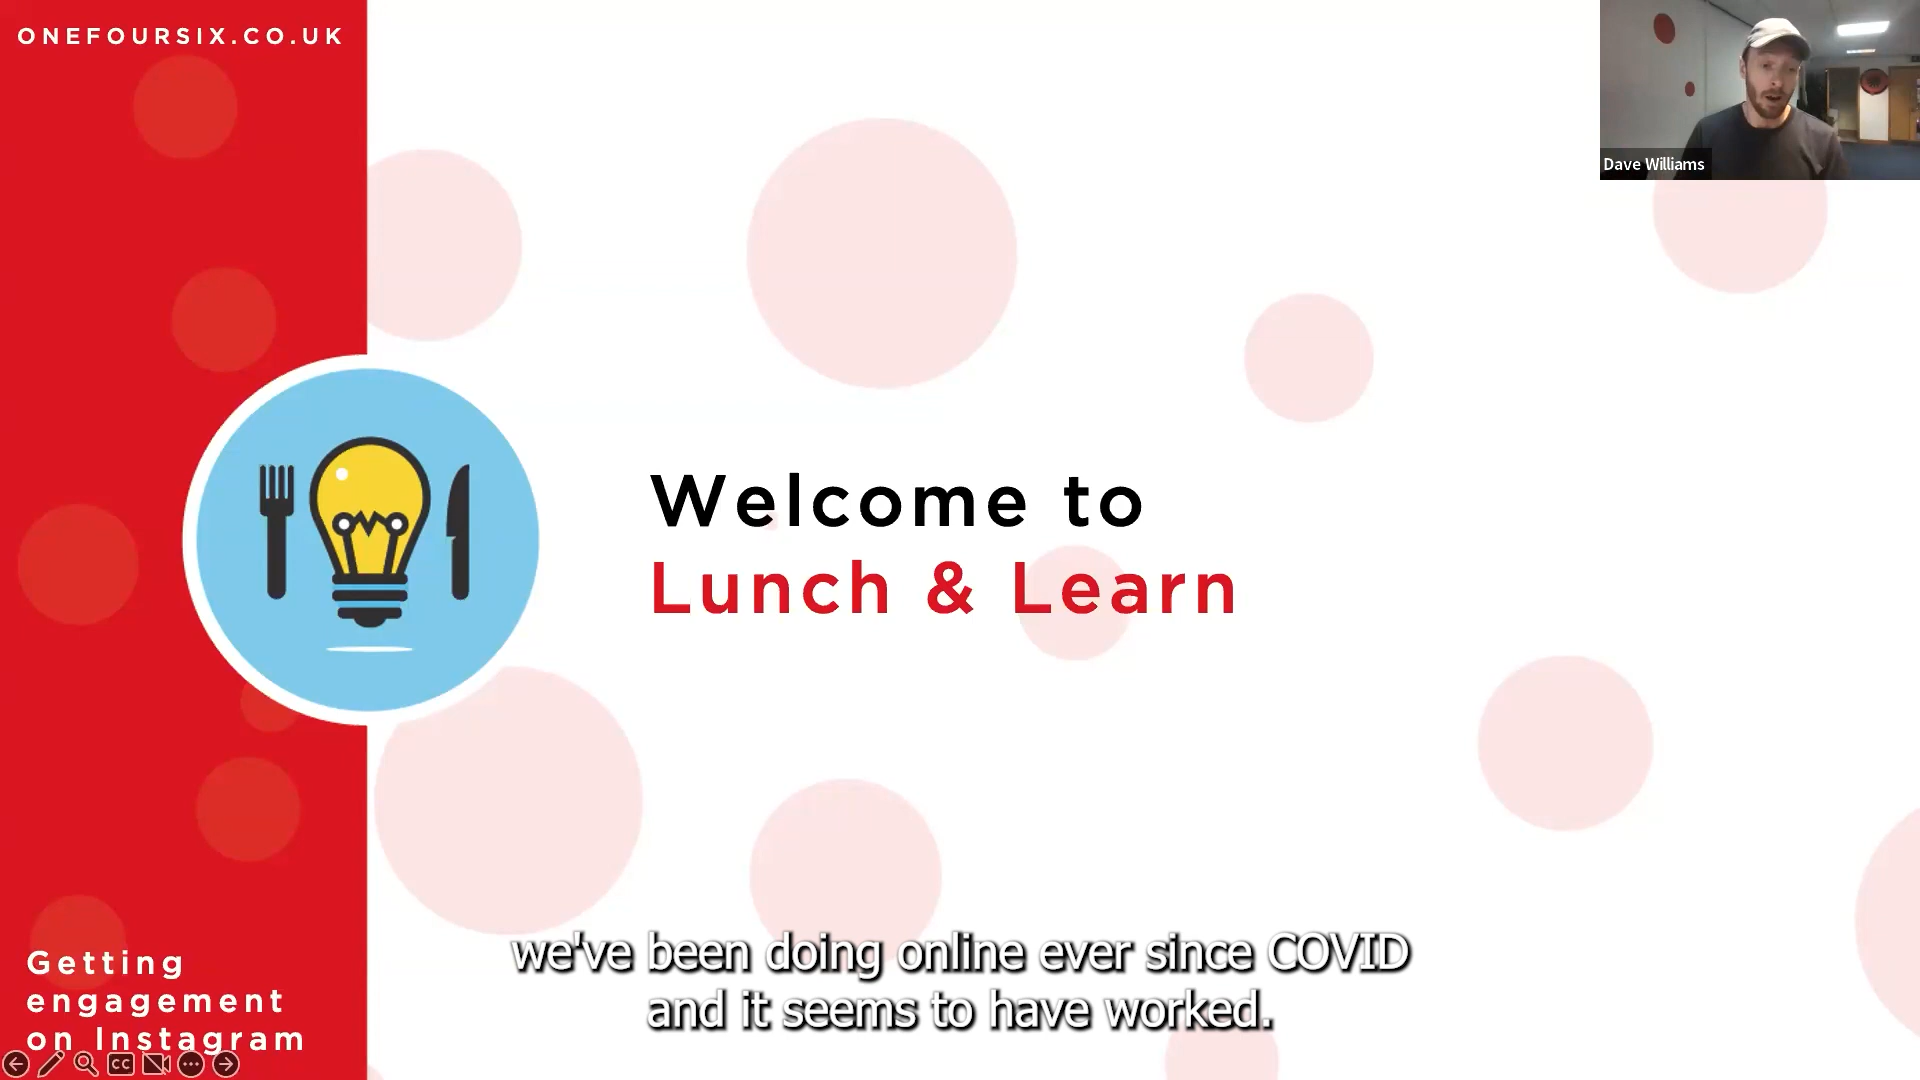 ONEFOURSIX.CO.UK
Dave Williams
Welcome to
Lunch & Learn
we've been doing online ever since COVID
and it seems to have worked.
Getting
engagement
on Instagram
CC